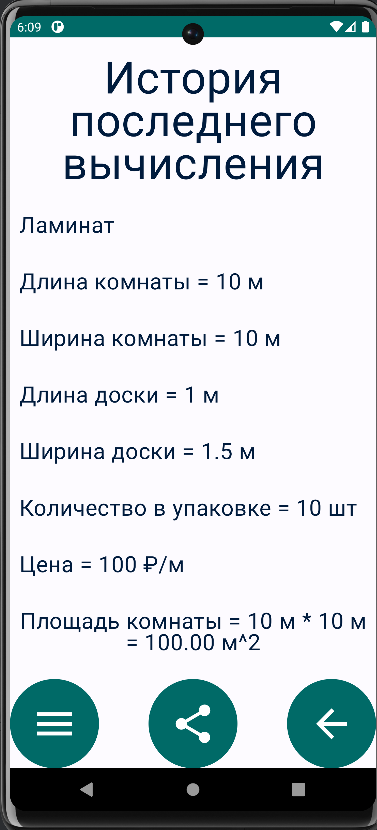 6:09
История
последнего
вычисления
Ламинат
Длина комнаты = 10 м
Ширина комнаты = 10 м
Длина доски = 1 м
Ширина доски = 1.5 м
Количество в упаковке = 10 шт
Цена = 100 ₽/м
Площадь комнаты = 10 м * 10 м
= 100.00 м^2